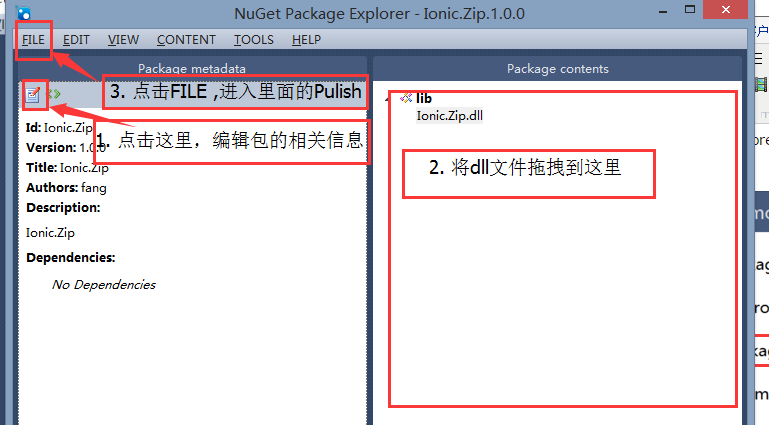 NuGet Package Explorer - Ionic.Zip.1.0.0
FILE EDIT VIEW CONTENT TOOLS HELP
Package metadata
3. 点击FILE ,进入里面的Pulish
1. 点击这里，编辑包的相关信息
Id: Ionic.Zip
Version: 1.0.0
Title: Ionic.Zip
Authors: fang
Description:
Ionic.Zip
Dependencies:
No Dependencies
Package contents
lib
Ionic.Zip.dll
2. 将dll文件拖拽到这里